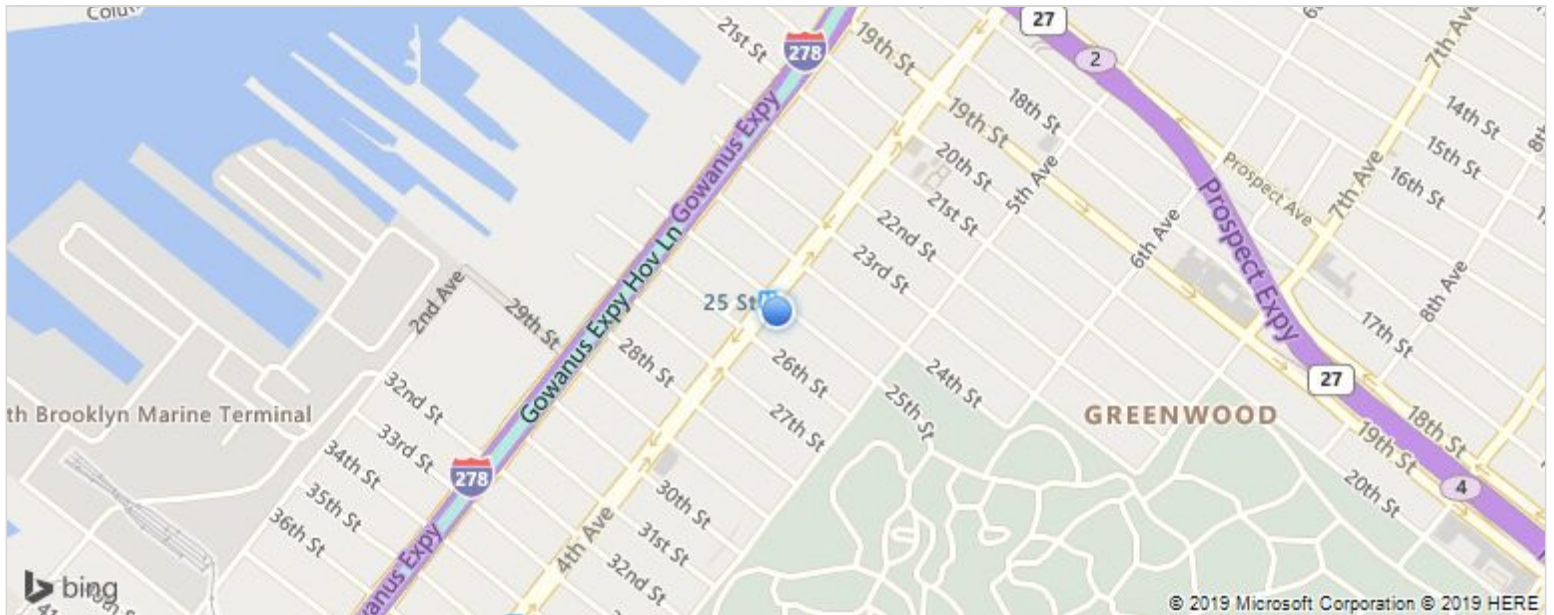 Colu
27
6t
7th Ave
21st St
278
19th St
2
14th St
8th
18th St
15th St
Gowanus Expy
19th St
Prospect Ave
16th St
20th St
5th Ave
7th Ave
21st St
Prospect Expy
22nd St
6th Ave
Gowanus Expy Hov Ln
23rd St
8th Ave
2nd Ave
25 St
29th St
17th St
28th St
26th St
27
24th St
32nd St
25th St
th Brooklyn Marine Terminal
GREENWOOD
27th St
18th St
33rd St
19th St
34th St
278
4
30th St
20th St
35th St
36th St
31st St
4th Ave
32nd St
anus Expy
bing
41
© 2019 Microsoft Corporation © 2019 HERE